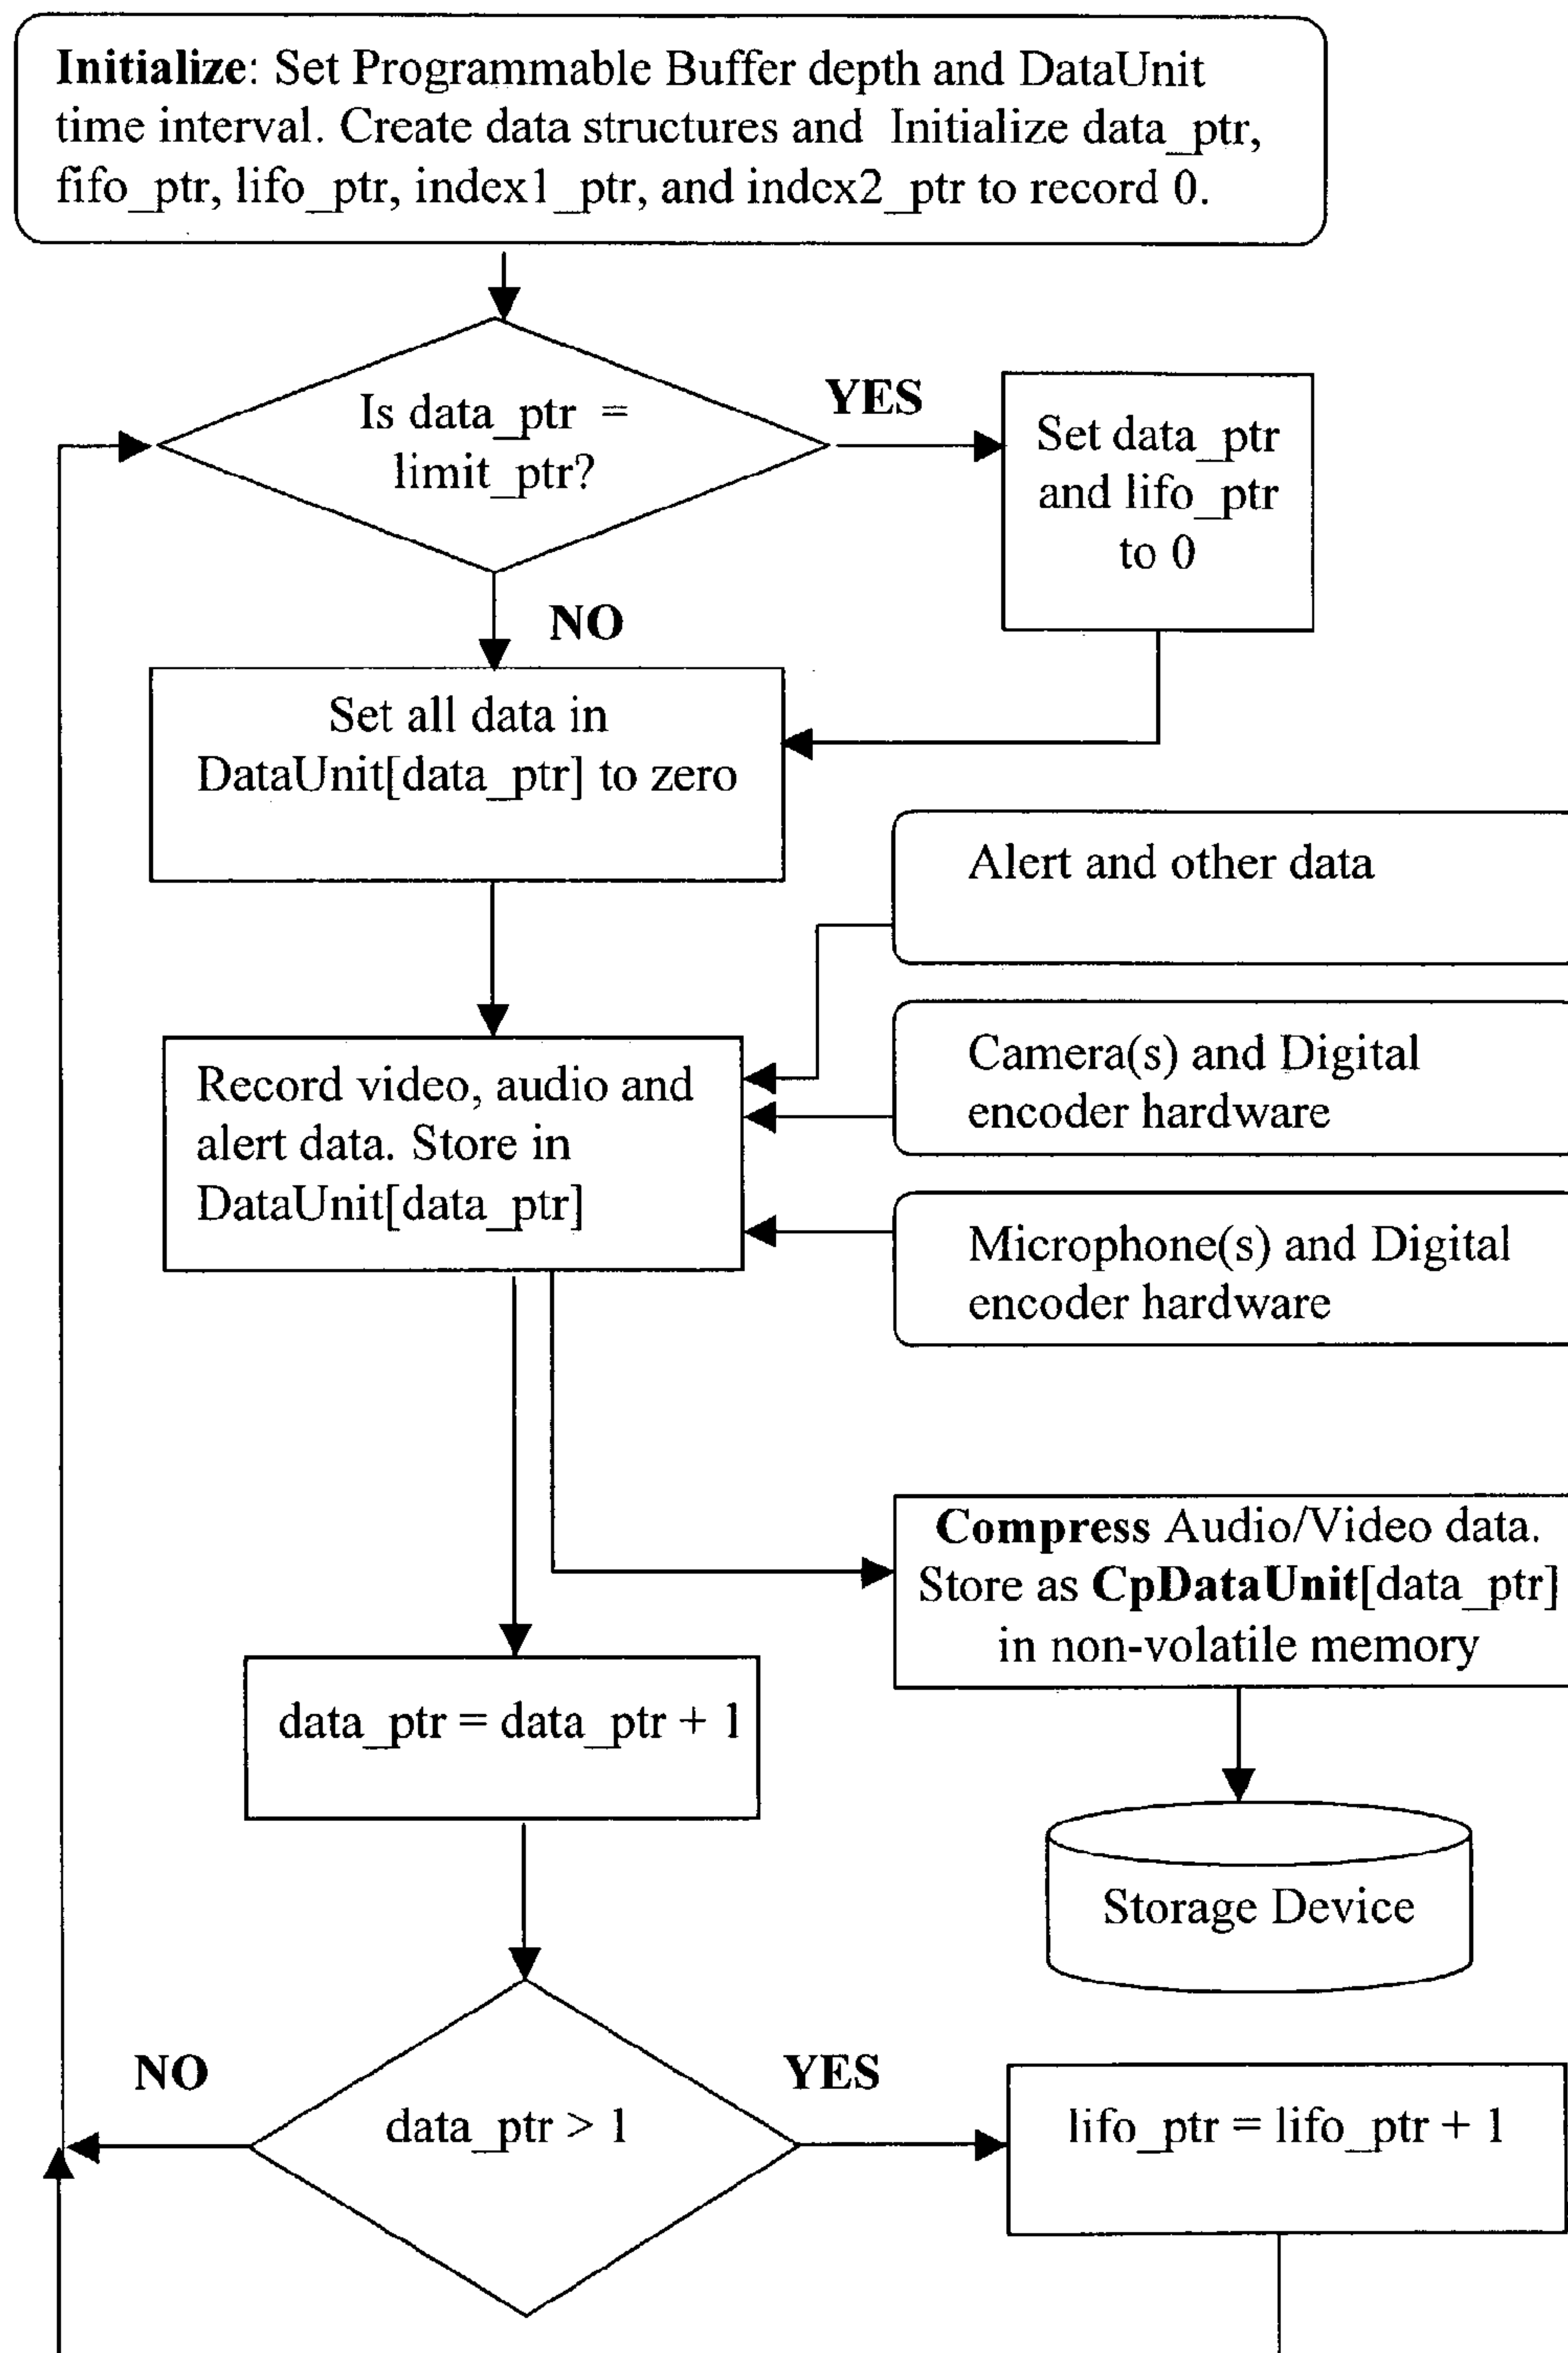 Initialize: Set Programmable Buffer depth and DataUnit
time interval. Create data structures and Initialize data_ptr,
fifo_ptr, lifo_ptr, index1_ptr, and index2_ptr to record 0.
Is data_ptr =
limit_ptr?
YES
Set data_ptr
and lifo_ptr
to 0
NO
Set all data in
DataUnit[data_ptr] to zero
Alert and other data
Camera(s) and Digital
encoder hardware
Record video, audio and
alert data. Store in
DataUnit[data_ptr]
Microphone(s) and Digital
encoder hardware
Compress Audio/Video data.
Store as CpDataUnit[data_ptr]
in non-volatile memory
data_ptr = data_ptr + 1
Storage Device
NO
YES
data_ptr > 1
lifo_ptr = lifo_ptr + 1